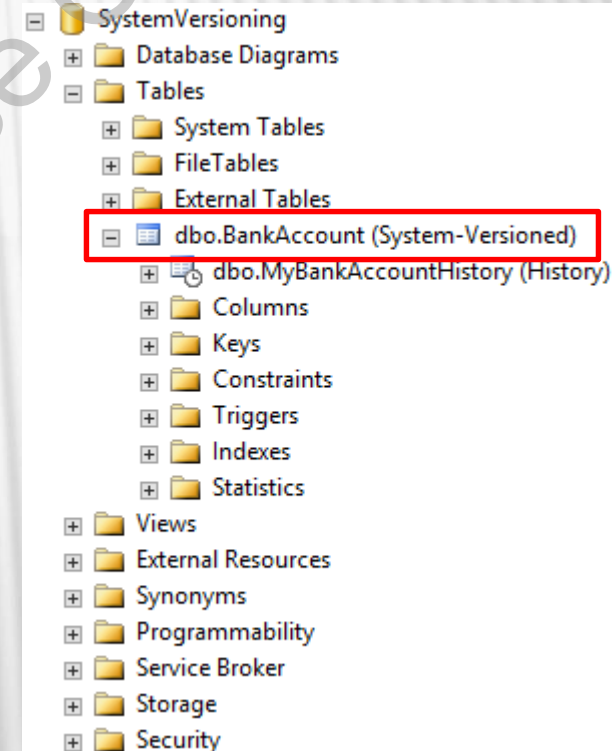 SystemVersioning
Database Diagrams
Tables
System Tables
FileTables
External Tables
dbo.BankAccount (System-Versioned)
dbo.MyBankAccountHistory (History)
Columns
Keys
Constraints
Triggers
Indexes
Statistics
Views
External Resources
Synonyms
Programmability
Service Broker
Storage
Security